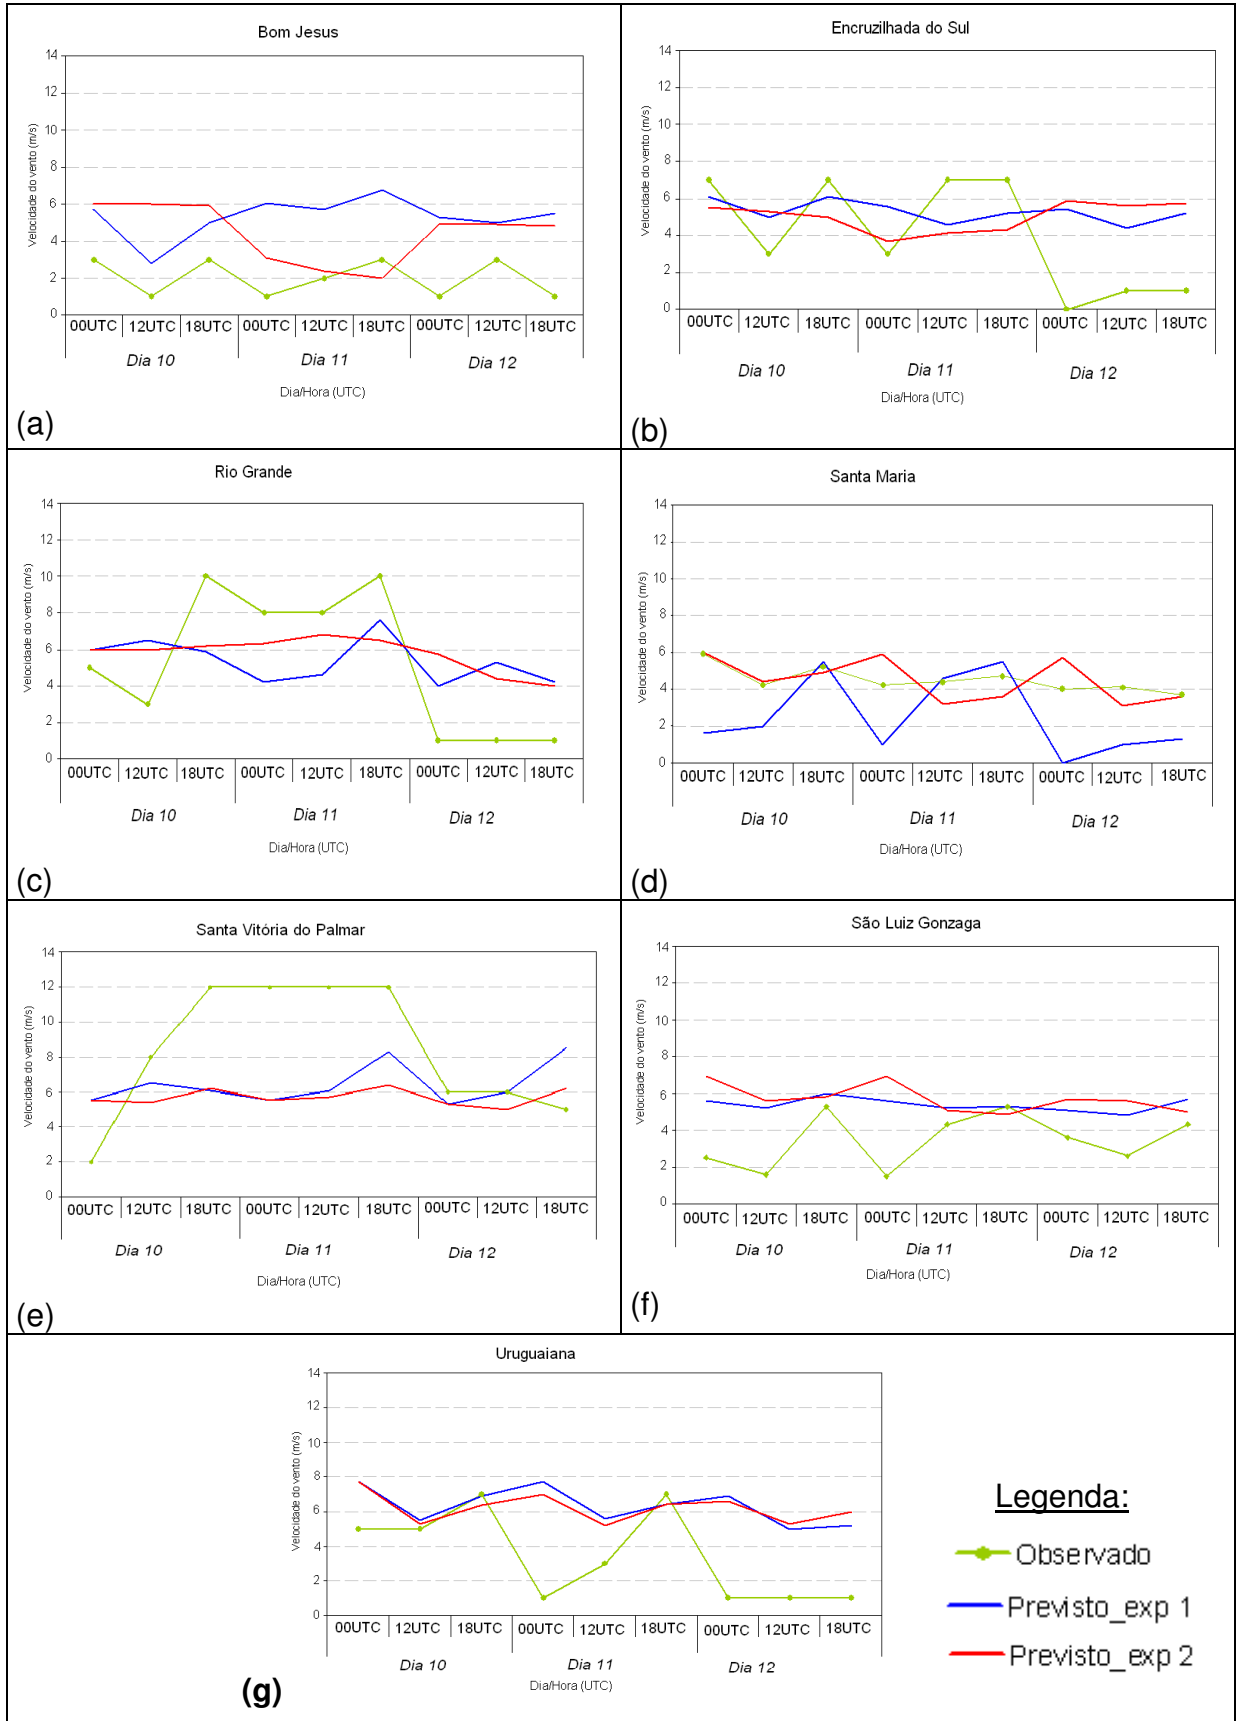 Bom Jesus
Velocidade do vento (m/s)
14
12
10
8
6
4
2
0
00UTC 12UTC 18UTC 00UTC 12UTC 18UTC 00UTC 12UTC 18UTC
Dia 10 Dia 11 Dia 12
Dia/Hora (UTC)
(a)
Encruzilhada do Sul
Velocidade do vento (m/s)
14
12
10
8
6
4
2
0
00UTC 12UTC 18UTC 00UTC 12UTC 18UTC 00UTC 12UTC 18UTC
Dia 10 Dia 11 Dia 12
Dia/Hora (UTC)
(b)
Rio Grande
Velocidade do vento (m/s)
14
12
10
8
6
4
2
0
00UTC 12UTC 18UTC 00UTC 12UTC 18UTC 00UTC 12UTC 18UTC
Dia 10 Dia 11 Dia 12
Dia/Hora (UTC)
(c)
Santa Maria
Velocidade do vento (m/s)
14
12
10
8
6
4
2
0
00UTC 12UTC 18UTC 00UTC 12UTC 18UTC 00UTC 12UTC 18UTC
Dia 10 Dia 11 Dia 12
Dia/Hora (UTC)
(d)
Santa Vitória do Palmar
Velocidade do vento (m/s)
14
12
10
8
6
4
2
0
00UTC 12UTC 18UTC 00UTC 12UTC 18UTC 00UTC 12UTC 18UTC
Dia 10 Dia 11 Dia 12
Dia/Hora (UTC)
(e)
São Luiz Gonzaga
Velocidade do vento (m/s)
14
12
10
8
6
4
2
0
00UTC 12UTC 18UTC 00UTC 12UTC 18UTC 00UTC 12UTC 18UTC
Dia 10 Dia 11 Dia 12
Dia/Hora (UTC)
(f)
Uruguaiana
Velocidade do vento (m/s)
14
12
10
8
6
4
2
0
00UTC 12UTC 18UTC 00UTC 12UTC 18UTC 00UTC 12UTC 18UTC
Dia 10 Dia 11 Dia 12
Dia/Hora (UTC)
(g)
Legenda:
Observado
Previsto_exp 1
Previsto_exp 2